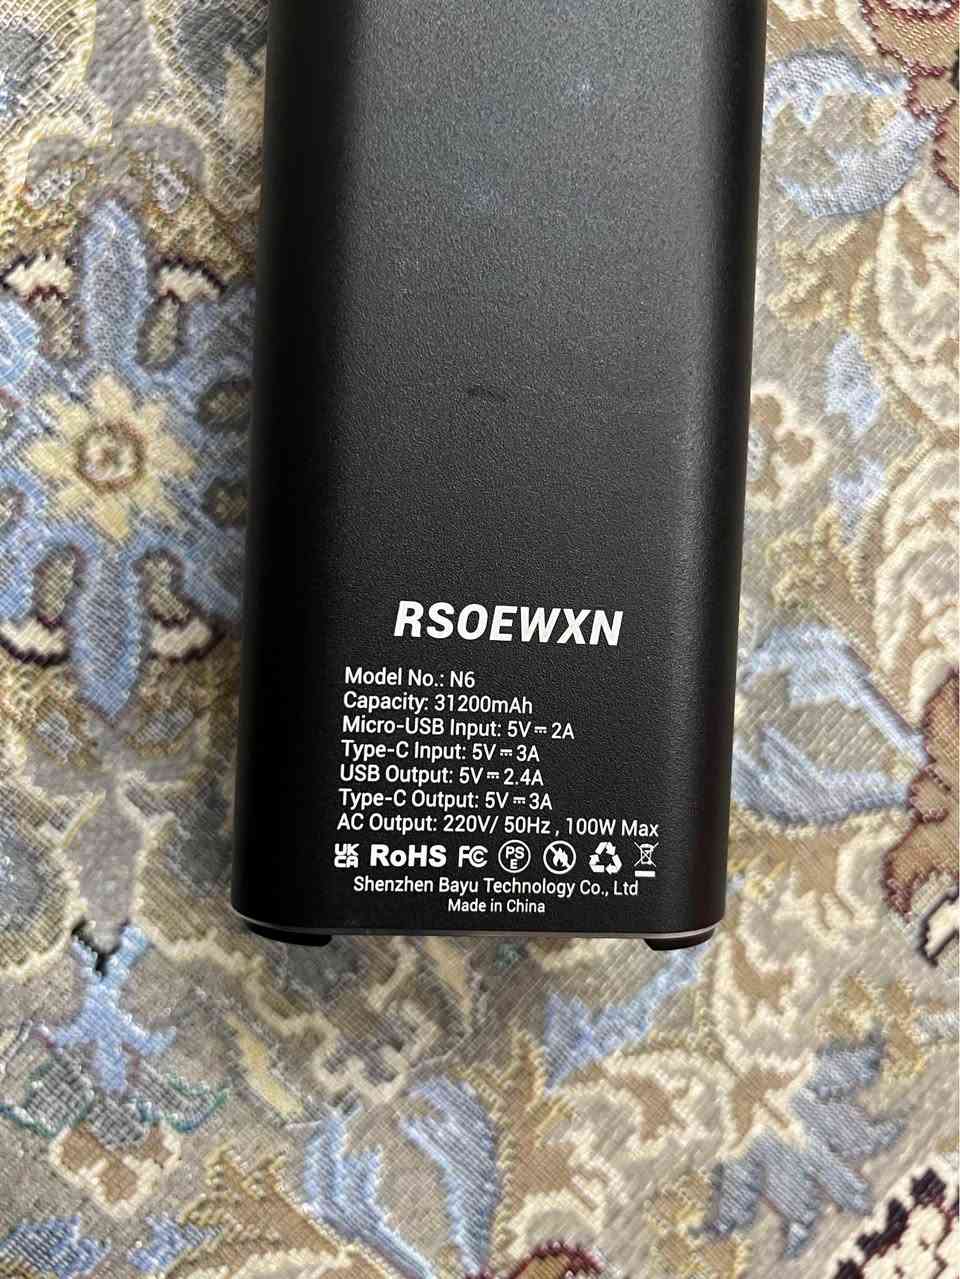 RSOEWXN
Model No.: N6
Capacity: 31200mAh
Micro-USB Input: 5V⎓2A
Type-C Input: 5V⎓3A
USB Output: 5V⎓2.4A
Type-C Output: 5V⎓3A
AC Output: 220V/ 50Hz , 100W Max
UK CA RoHS FC PS E
Shenzhen Bayu Technology Co., Ltd
Made in China